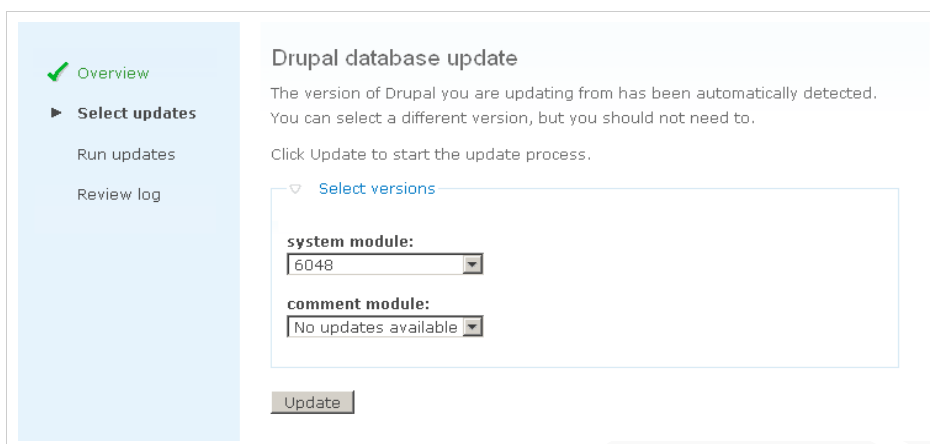 Overview
Select updates
Run updates
Review log
Drupal database update
The version of Drupal you are updating from has been automatically detected.
You can select a different version, but you should not need to.
Click Update to start the update process.
Select versions
system module:
6048
comment module:
No updates available
Update